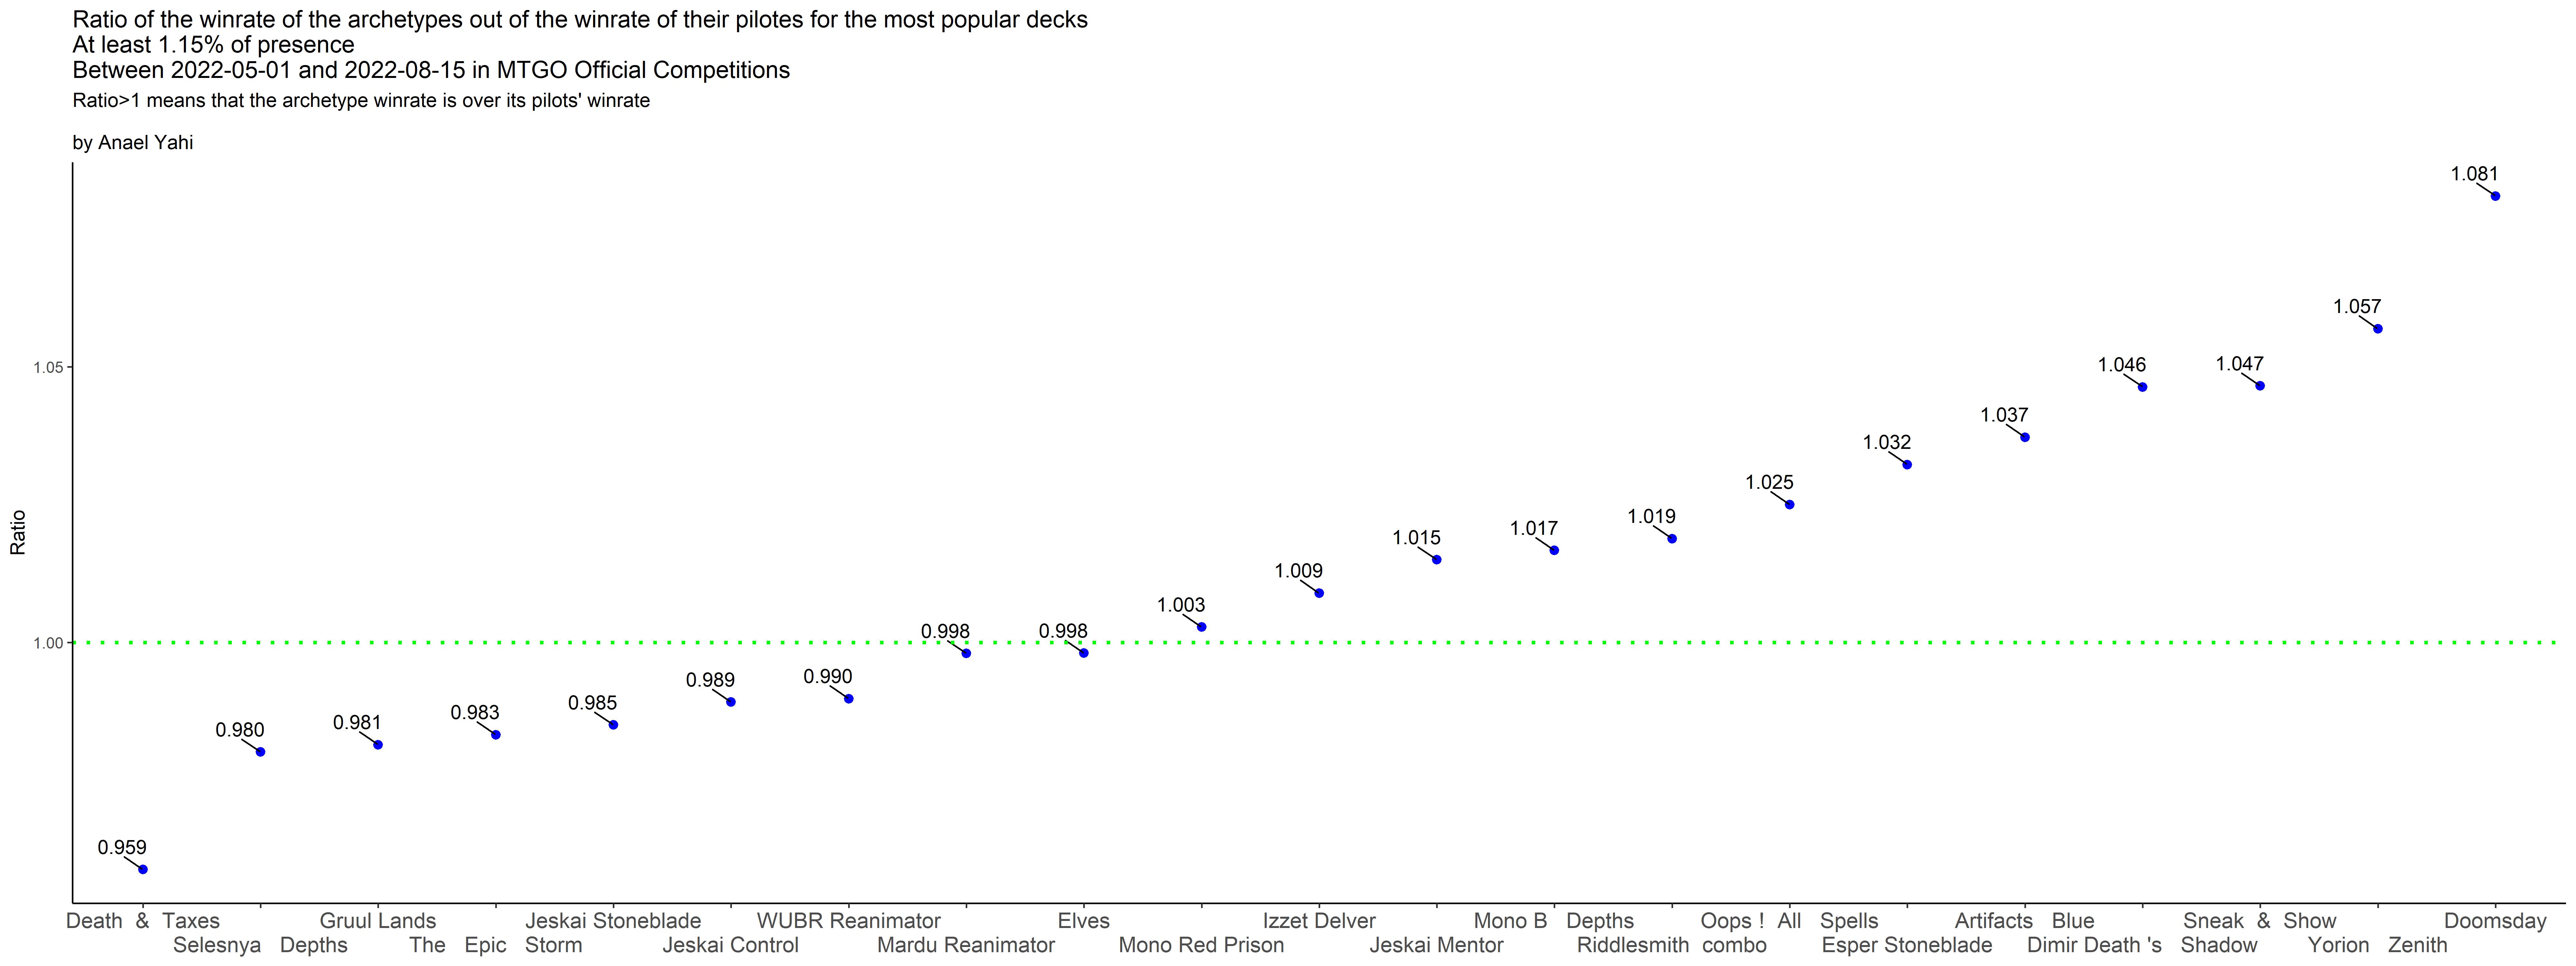 Ratio of the winrate of the archetypes out of the winrate of their pilotes for the most popular decks
At least 1.15% of presence
Between 2022-05-01 and 2022-08-15 in MTGO Official Competitions
Ratio>1 means that the archetype winrate is over its pilots' winrate
by Anael Yahi
1.081
1.057
1.05
1.046
1.047
1.037
1.032
1.025
1.019
1.017
1.015
1.009
1.003
1.00
0.998
0.998
0.990
0.989
0.985
0.983
0.981
0.980
0.959
Ratio
Death & Taxes
Selesnya Depths
Gruul Lands
The Epic Storm
Jeskai Stoneblade
Jeskai Control
WUBR Reanimator
Mardu Reanimator
Elves
Mono Red Prison
Izzet Delver
Jeskai Mentor
Mono B Depths
Riddlesmith combo
Oops ! All Spells
Esper Stoneblade
Artifacts Blue
Dimir Death 's Shadow
Sneak & Show
Yorion Zenith
Doomsday